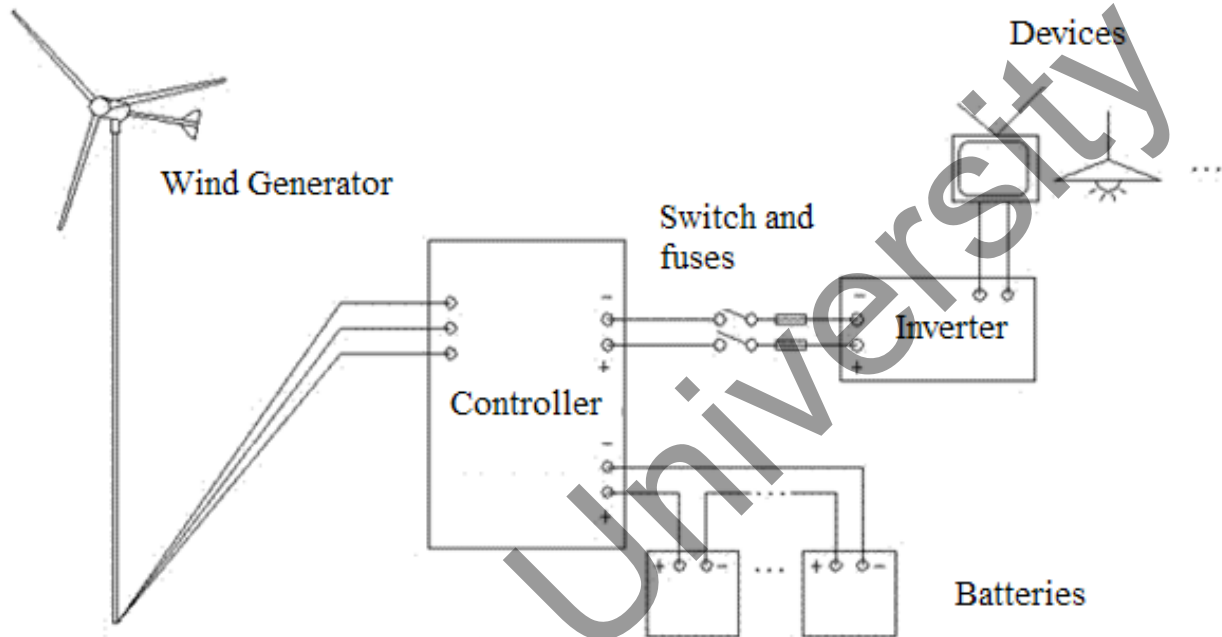 Devices
Wind Generator
Switch and
fuses
...
Inverter
Controller
-
+
-
+
-
+
+ - ... + -
...
Batteries
University